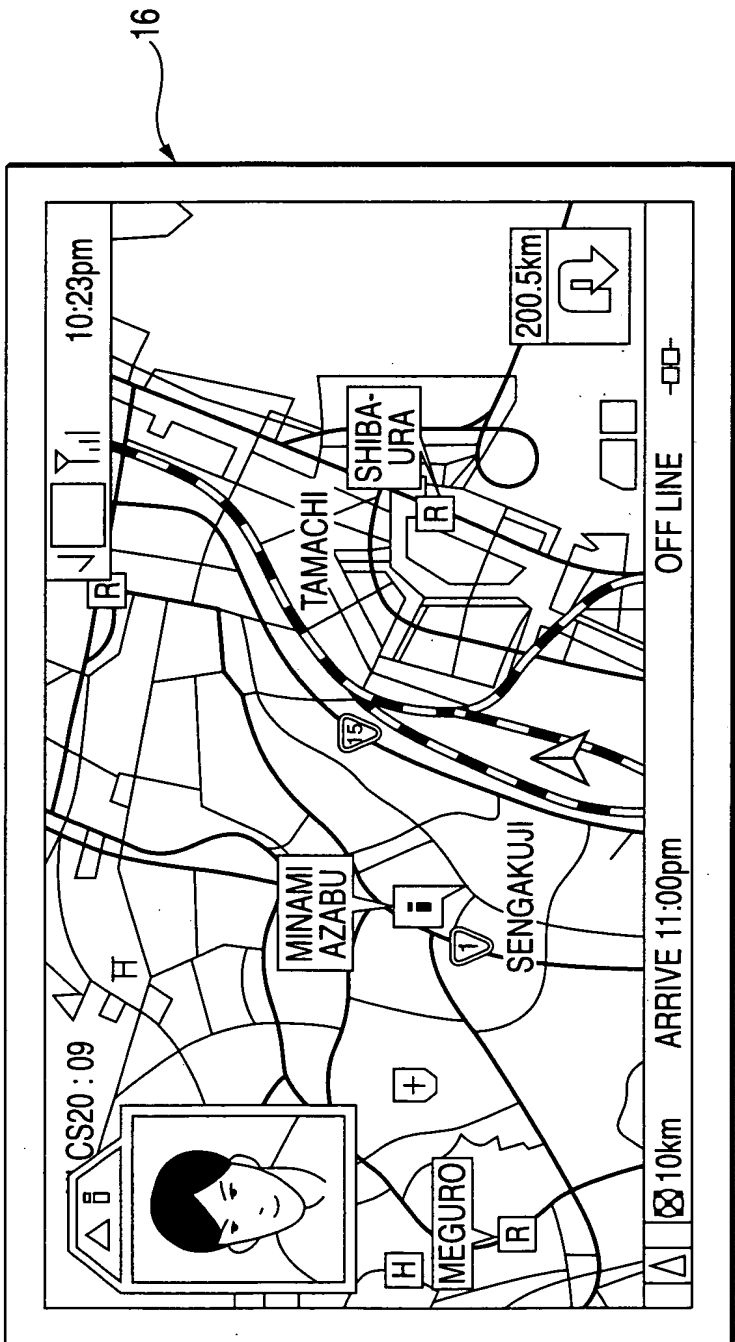 16
CS20 : 09
10:23pm
i
R
TAMACHI
SHIBA-
URA
R
200.5km
15
MINAMI
AZABU
i
1
SENGAKUJI
H
MEGURO
R
10km
ARRIVE 11:00pm
OFF LINE